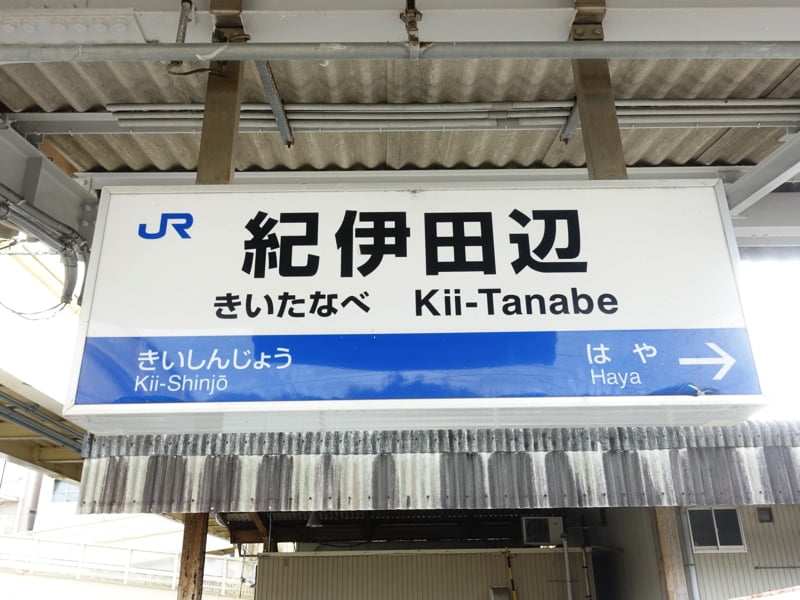 JR 紀伊田辺
きいたなべ Kii-Tanabe
きいしんじょう はや →
Kii-Shinjō Haya